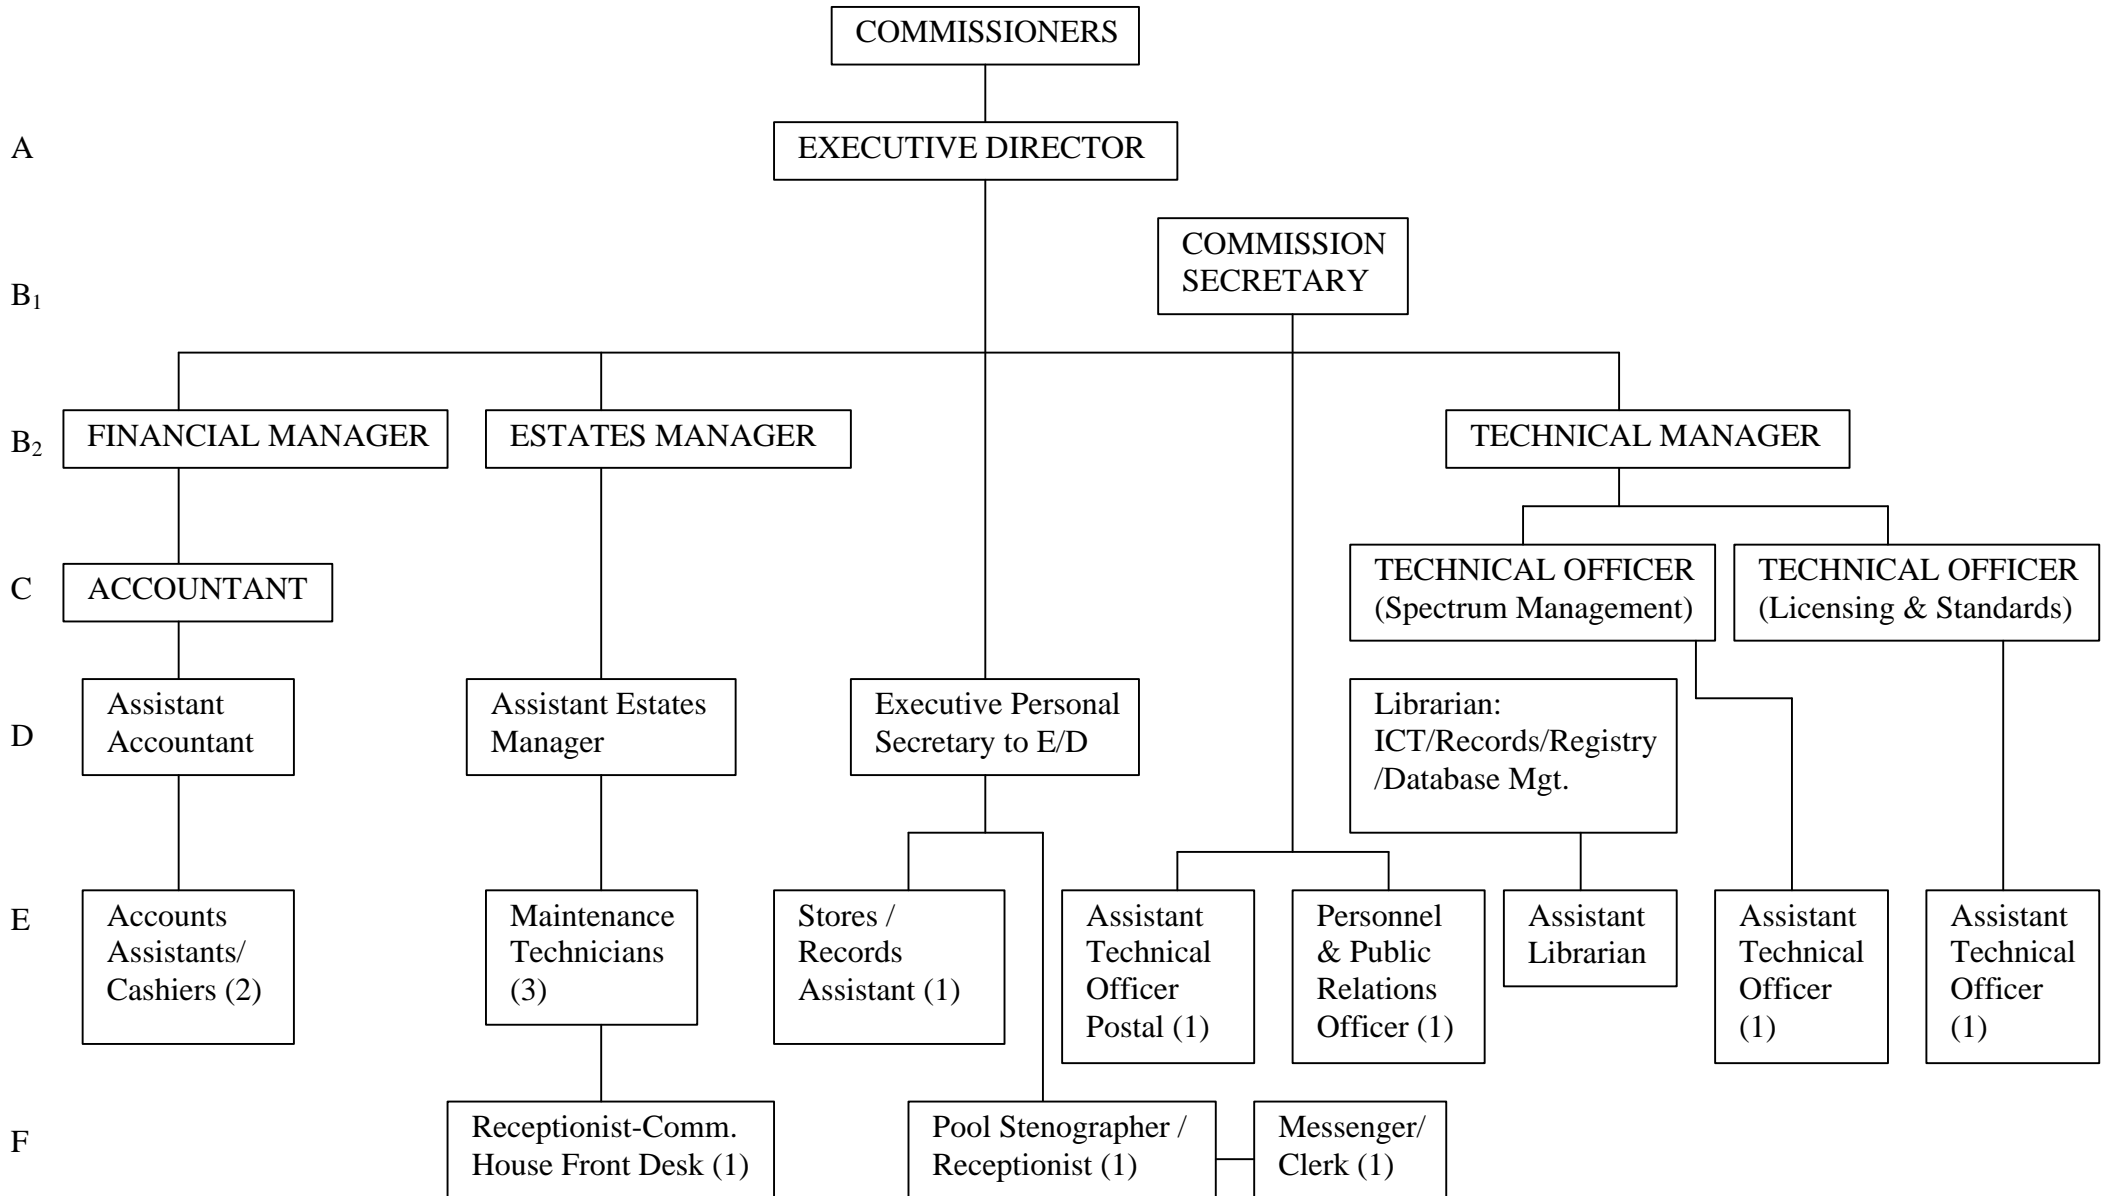 COMMISSIONERS
A
EXECUTIVE DIRECTOR
COMMISSION
SECRETARY
B₁
B₂
FINANCIAL MANAGER
ESTATES MANAGER
TECHNICAL MANAGER
C
ACCOUNTANT
TECHNICAL OFFICER
(Spectrum Management)
TECHNICAL OFFICER
(Licensing & Standards)
D
Assistant
Accountant
Assistant Estates
Manager
Executive Personal
Secretary to E/D
Librarian:
ICT/Records/Registry
/Database Mgt.
E
Accounts
Assistants/
Cashiers (2)
Maintenance
Technicians
(3)
Stores /
Records
Assistant (1)
Assistant
Technical
Officer
Postal (1)
Personnel
& Public
Relations
Officer (1)
Assistant
Librarian
Assistant
Technical
Officer
(1)
Assistant
Technical
Officer
(1)
F
Receptionist-Comm.
House Front Desk (1)
Pool Stenographer /
Receptionist (1)
Messenger/
Clerk (1)